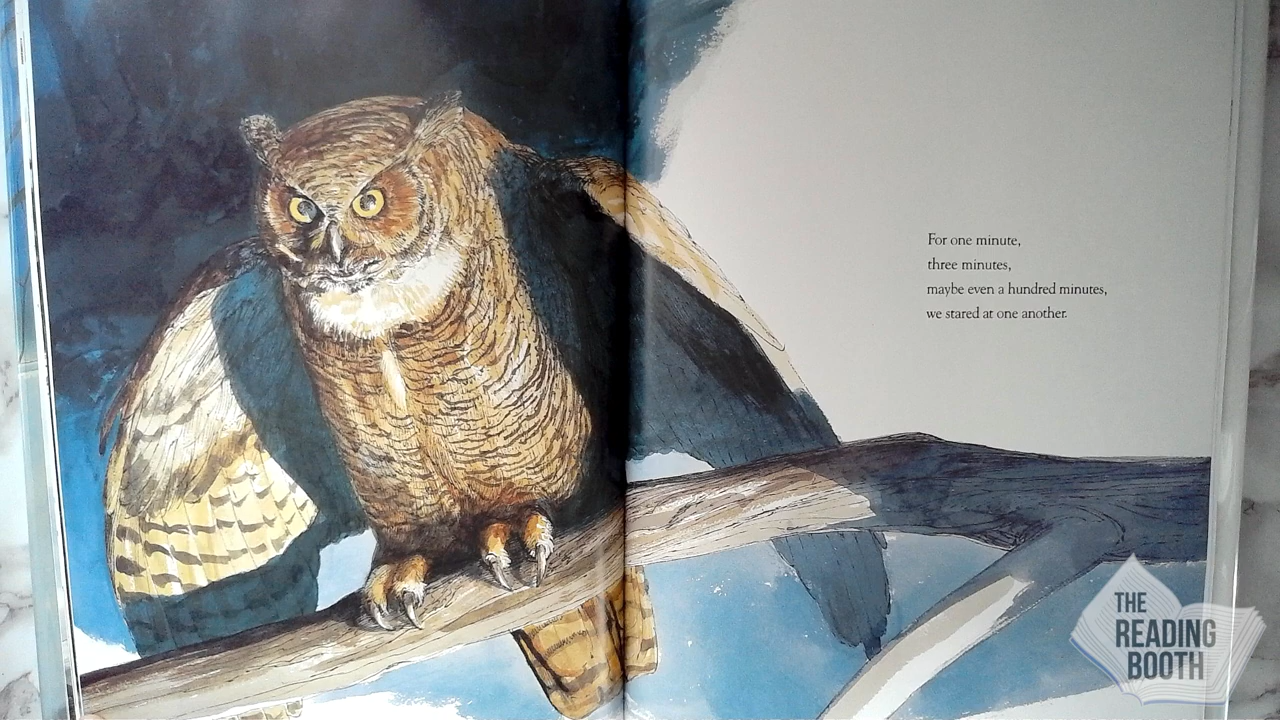 For one minute,
three minutes,
maybe even a hundred minutes,
we stared at one another.
THE
READING
BOOTH